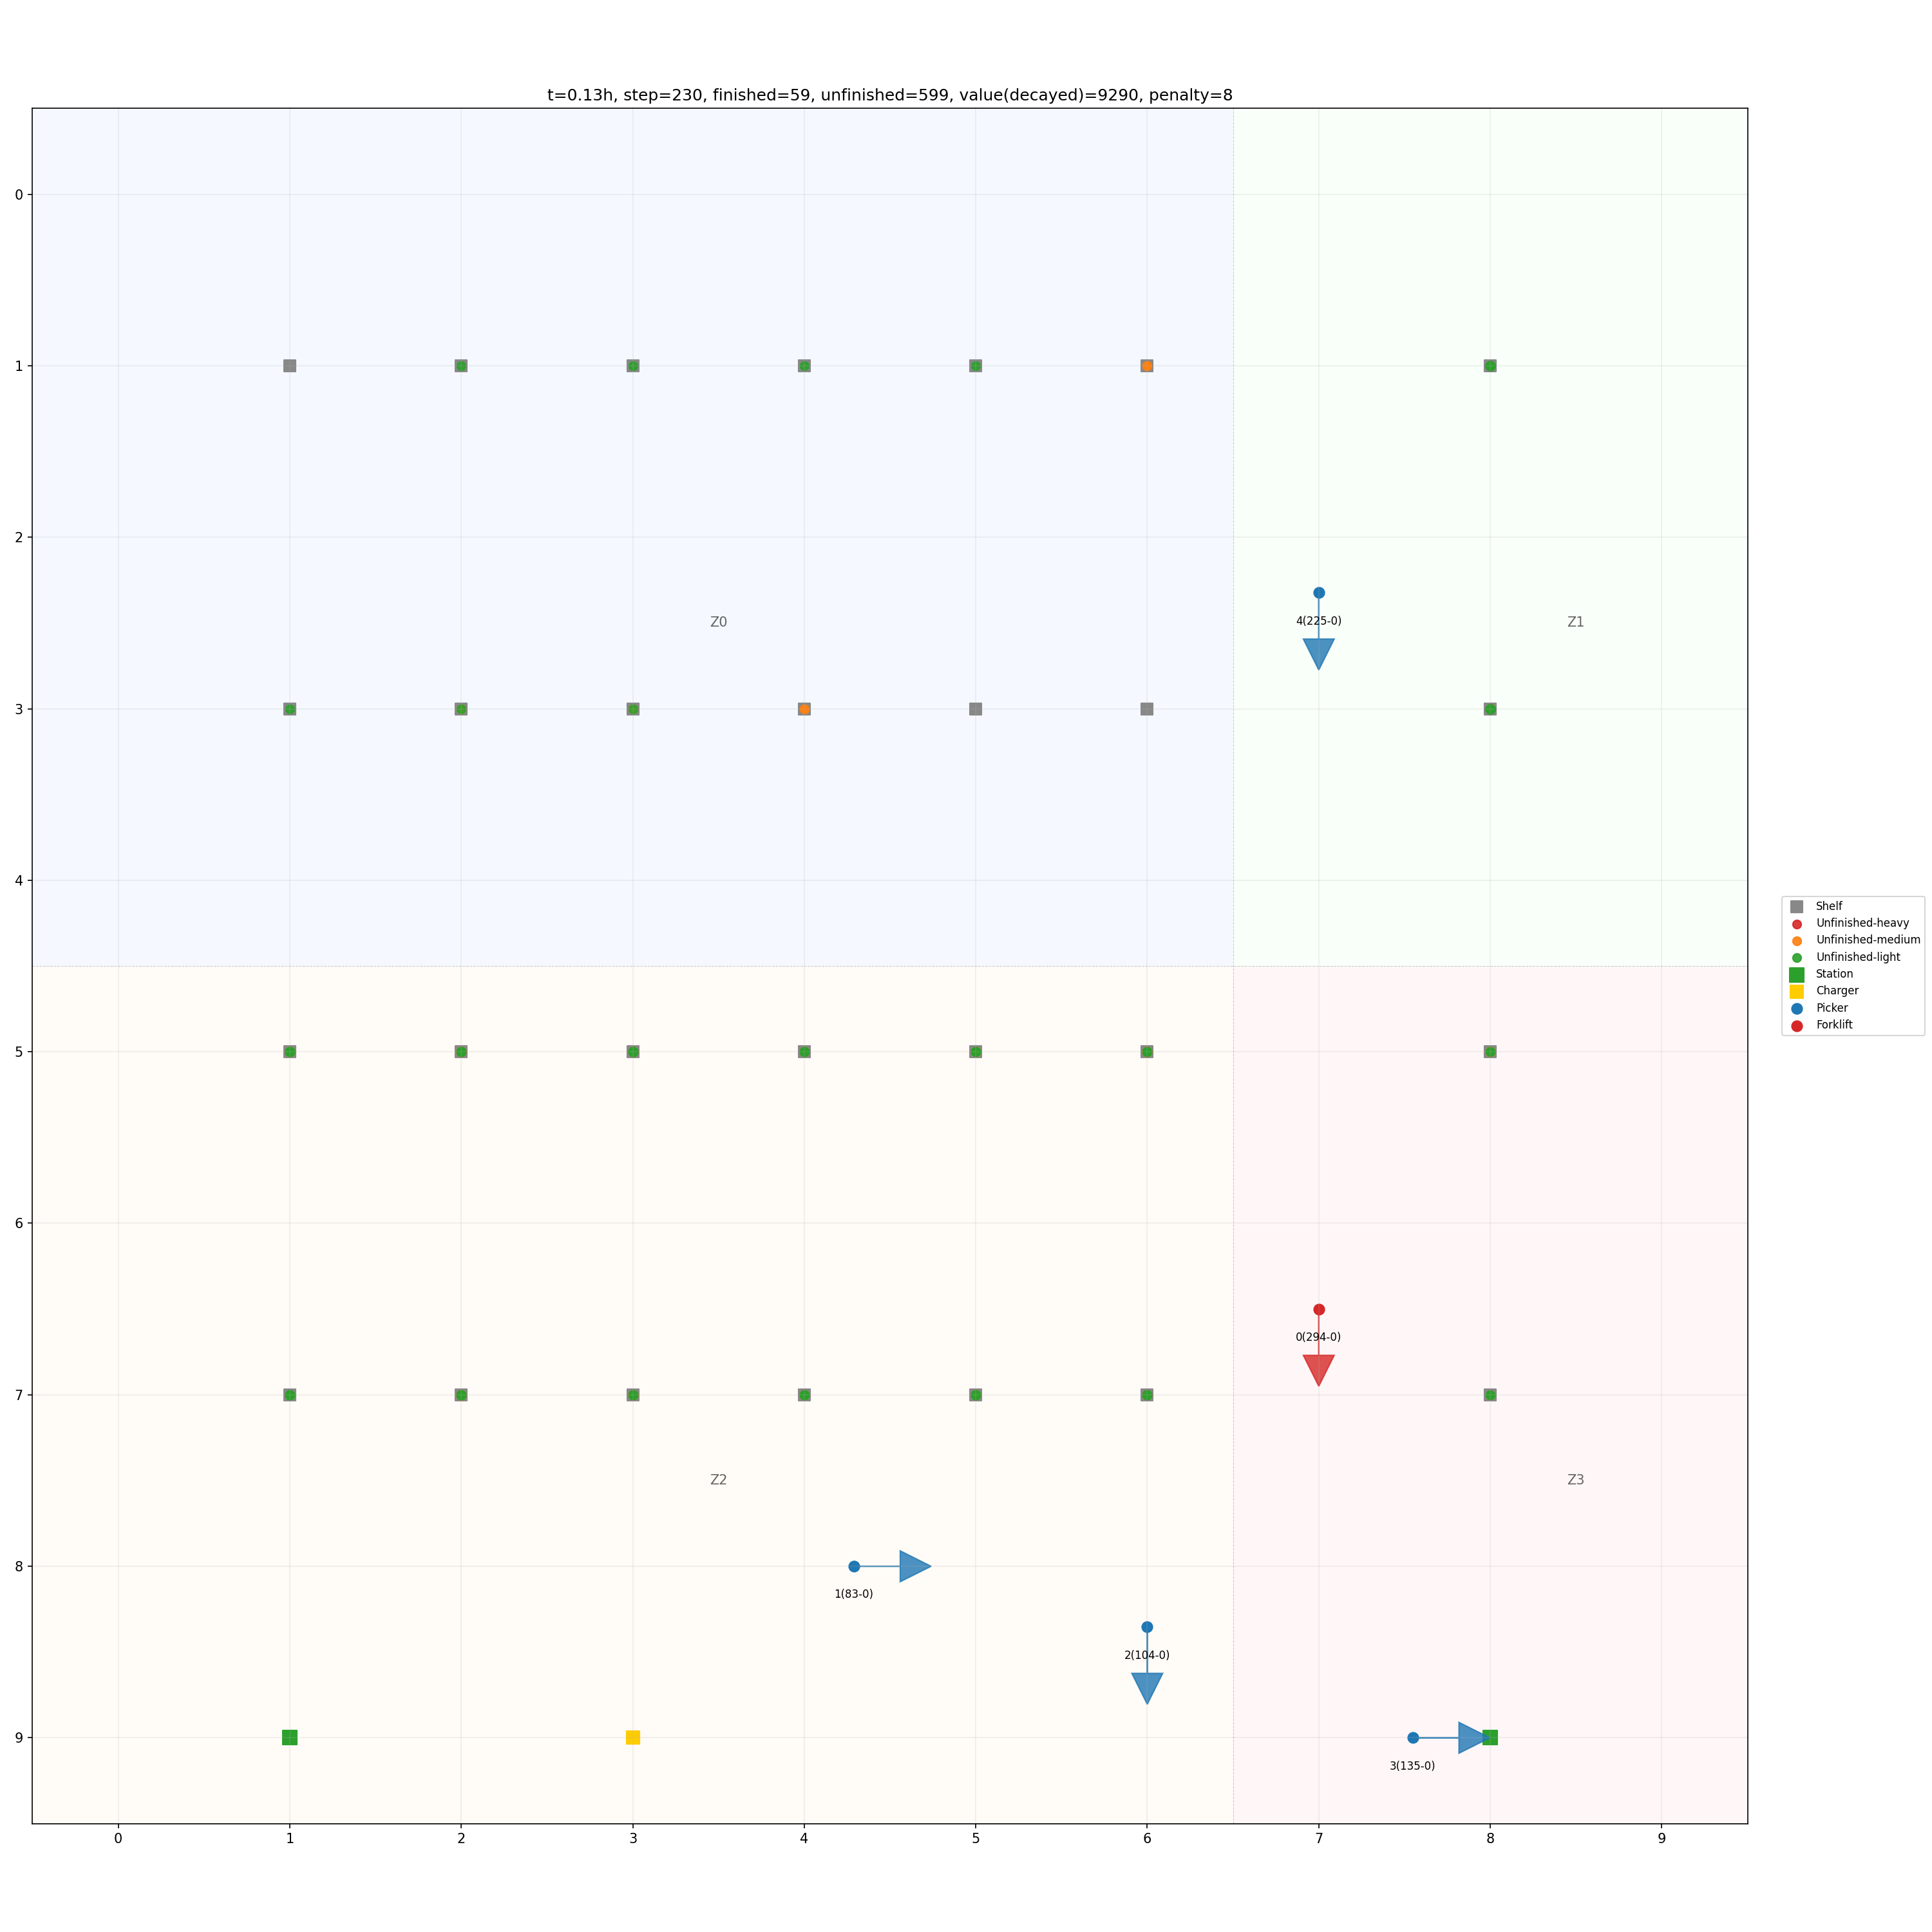 t=0.13h, step=230, finished=59, unfinished=599, value(decayed)=9290, penalty=8
0
1
2
4(225-0)
Z0
Z1
3
4
Shelf
Unfinished-heavy
Unfinished-medium
Unfinished-light
Station
Charger
Picker
Forklift
5
6
0(294-0)
7
Z2
Z3
8
1(83-0)
2(104-0)
9
3(135-0)
0 1 2 3 4 5 6 7 8 9